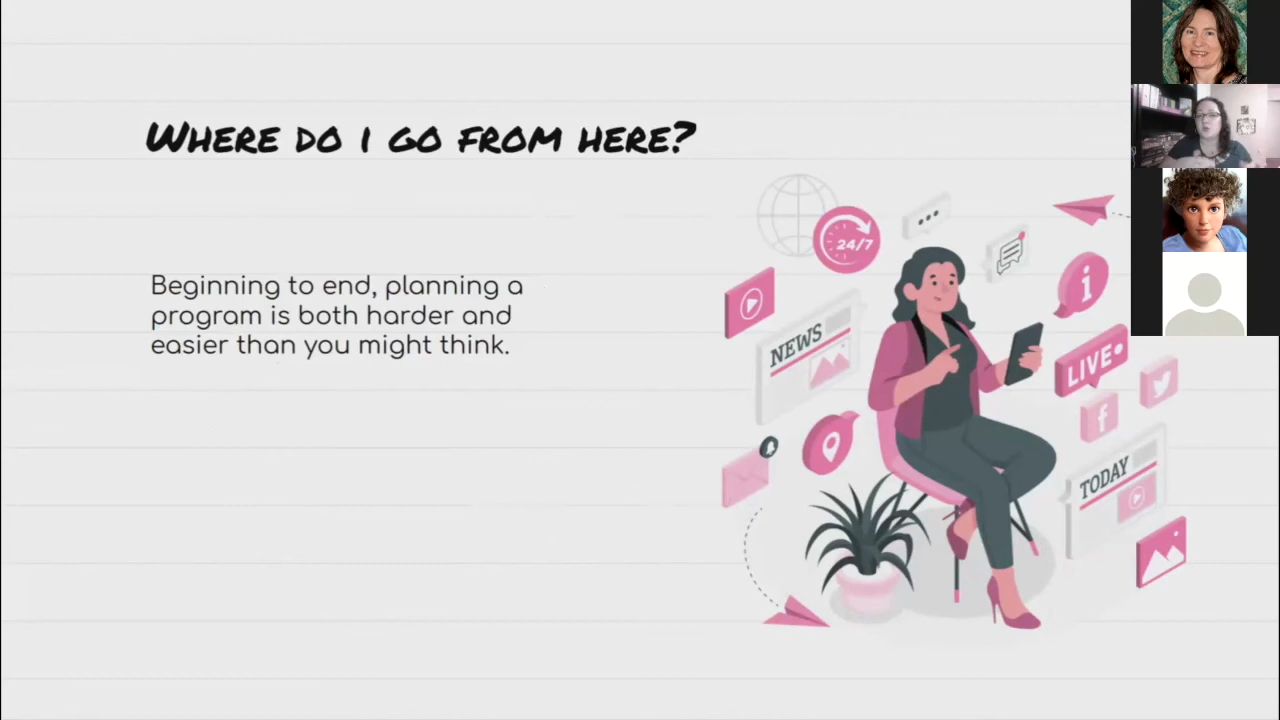 Where do i go from here?
Beginning to end, planning a
program is both harder and
easier than you might think.
24/7
NEWS
LIVE
TODAY